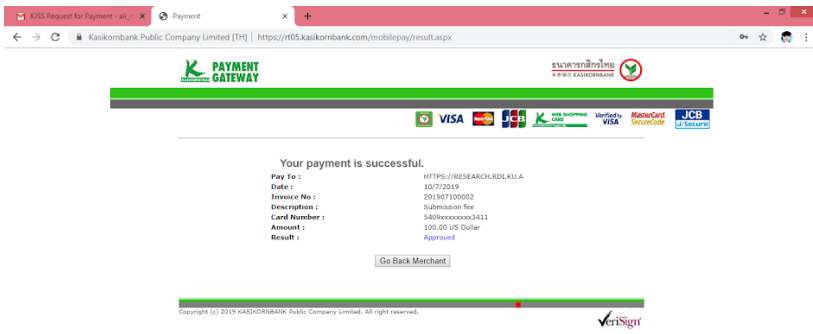 KJSS Request for Payment - ali_
Payment
Kasikornbank Public Company Limited [TH] | https://rt05.kasikornbank.com/mobilepay/result.aspx
PAYMENT
GATEWAY
ธนาคารกสิกรไทย
KASIKORNBANK
VISA MasterCard JCB WEB SHOPPING CARD Verified by VISA MasterCard. SecureCode. JCB J/Secure
Your payment is successful.
Pay To : HTTPS://RESEARCH.RDI.KU.A
Date : 10/7/2019
Invoice No : 201907100002
Description : Submission fee
Card Number : 5409xxxxxxxx3411
Amount : 100.00 US Dollar
Result : Approved
Go Back Merchant
Copyright (c) 2019 KASIKORNBANK Public Company Limited. All right reserved.
VeriSign